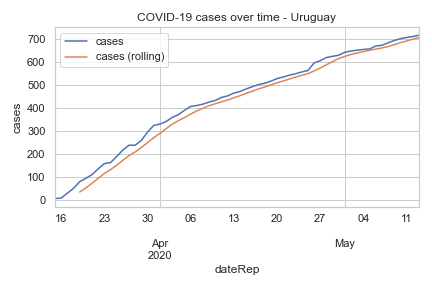 COVID-19 cases over time - Uruguay
cases
cases (rolling)
cases
700
600
500
400
300
200
100
0
16 23 30 06 13 20 27 04 11
Apr May
2020
dateRep